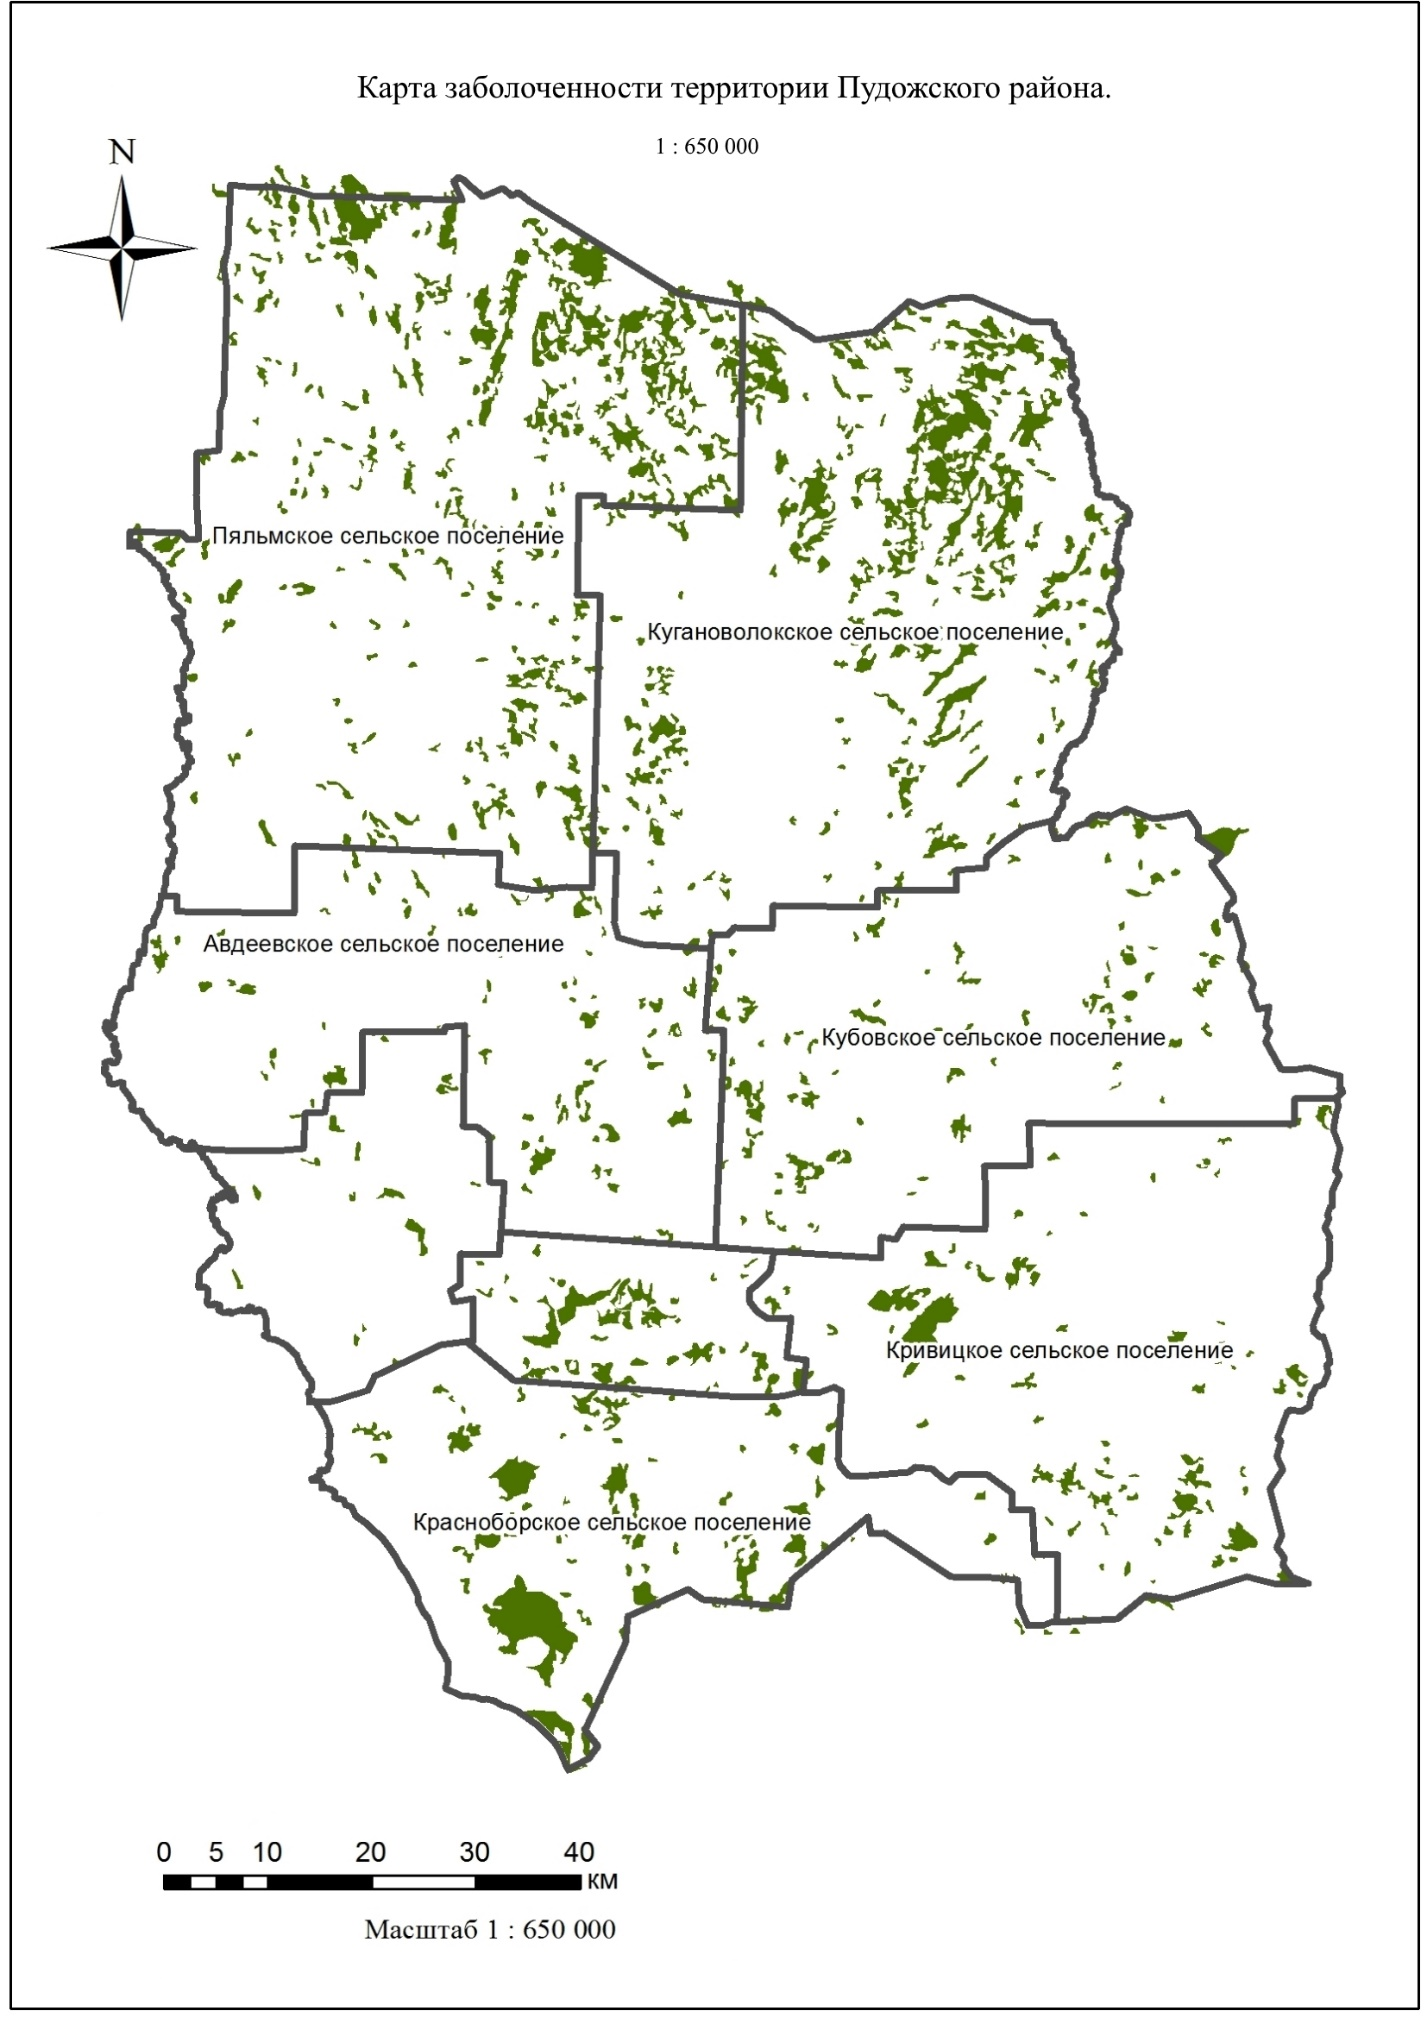 Карта заболоченности территории Пудожского района.
1 : 650 000
N
Пяльмское сельское поселение
Кугановолокское сельское поселение
Авдеевское сельское поселение
Кубовское сельское поселение
Кривицкое сельское поселение
Красноборское сельское поселение
0 5 10 20 30 40
км
Масштаб 1 : 650 000